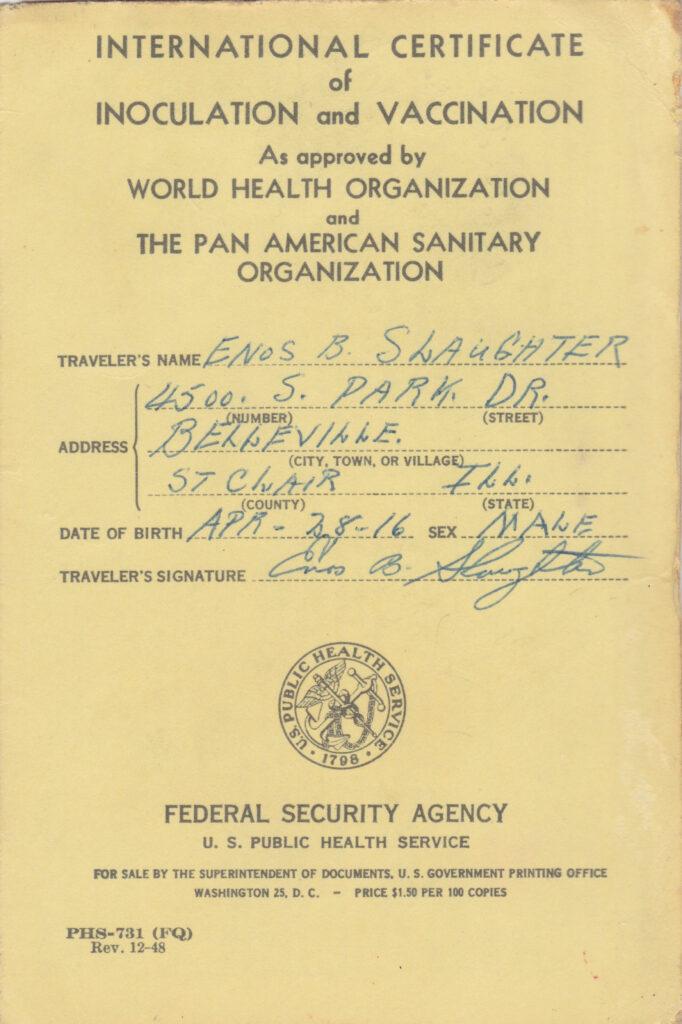 INTERNATIONAL CERTIFICATE
of
INOCULATION and VACCINATION
As approved by
WORLD HEALTH ORGANIZATION
and
THE PAN AMERICAN SANITARY
ORGANIZATION
TRAVELER'S NAME ENOS B. SLAUGHTER
4500. S. PARK. DR.
(NUMBER) (STREET)
ADDRESS BELLEVILLE.
(CITY, TOWN, OR VILLAGE)
ST CLAIR ILL.
(COUNTY) (STATE)
DATE OF BIRTH APR - 28-16 SEX MALE
TRAVELER'S SIGNATURE Enos B. Slaughter
U.S. PUBLIC HEALTH SERVICE
1798
FEDERAL SECURITY AGENCY
U. S. PUBLIC HEALTH SERVICE
FOR SALE BY THE SUPERINTENDENT OF DOCUMENTS, U. S. GOVERNMENT PRINTING OFFICE
WASHINGTON 25, D. C. – PRICE $1.50 PER 100 COPIES
PHS-731 (FQ)
Rev. 12-48